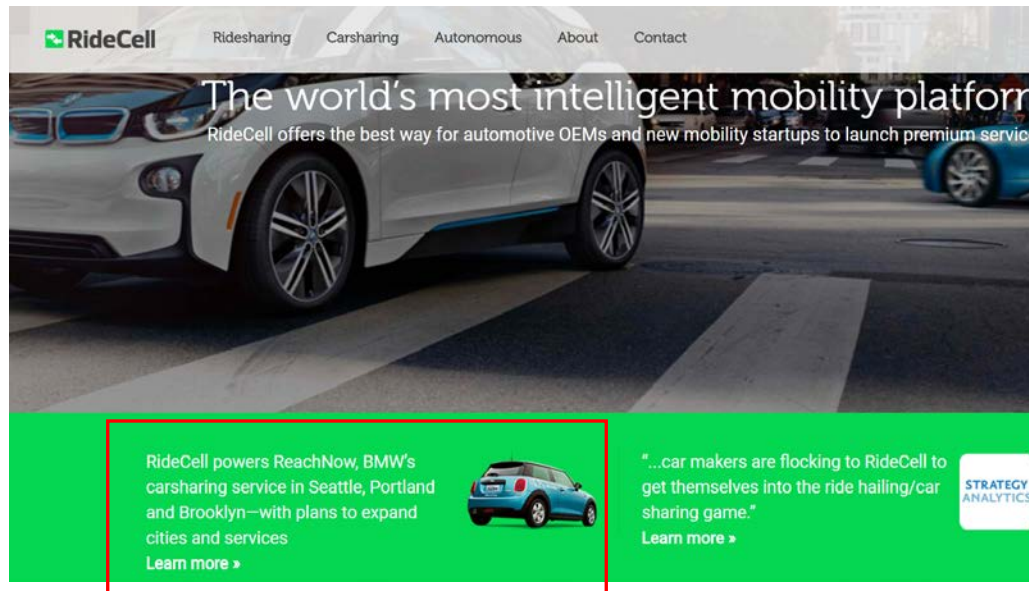 RideCell
Ridesharing Carsharing Autonomous About Contact
The world's most intelligent mobility platfor
RideCell offers the best way for automotive OEMs and new mobility startups to launch premium servic
RideCell powers ReachNow, BMW's
carsharing service in Seattle, Portland
and Brooklyn—with plans to expand
cities and services
Learn more »
"...car makers are flocking to RideCell to
get themselves into the ride hailing/car
sharing game."
Learn more »
STRATEGY
ANALYTICS